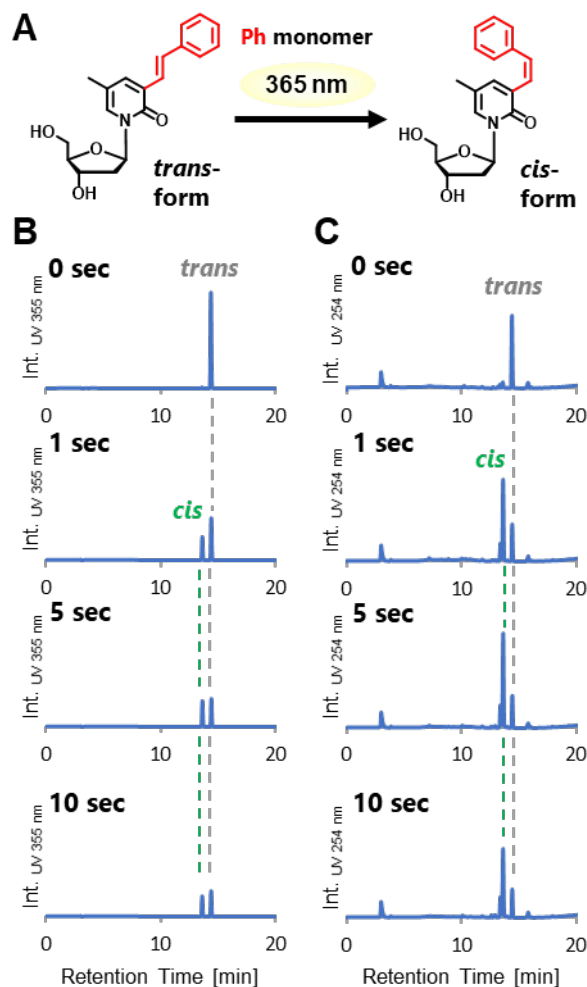 A
Ph monomer
365 nm
HO
N
O
O
OH
trans-
form
cis-
form
HO
N
O
O
OH
B
C
0 sec
trans
Int. UV 355 nm
0 10 20
0 sec
trans
Int. UV 254 nm
0 10 20
1 sec
cis
Int. UV 355 nm
0 10 20
1 sec
cis
Int. UV 254 nm
0 10 20
5 sec
Int. UV 355 nm
0 10 20
5 sec
Int. UV 254 nm
0 10 20
10 sec
Int. UV 355 nm
0 10 20
Retention Time [min]
10 sec
Int. UV 254 nm
0 10 20
Retention Time [min]